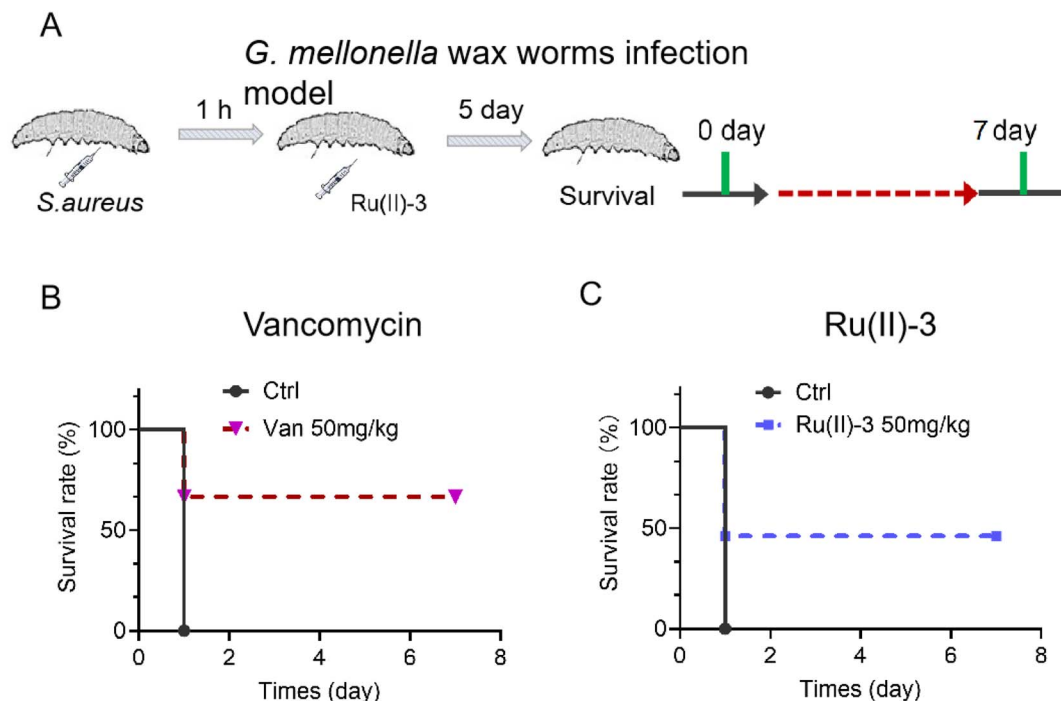 A
G. mellonella wax worms infection
model
1 h
5 day
0 day
7 day
S.aureus
Ru(II)-3
Survival
B
Vancomycin
Ctrl
Van 50mg/kg
Survival rate (%)
100
50
0
0 2 4 6 8
Times (day)
C
Ru(II)-3
Ctrl
Ru(II)-3 50mg/kg
Survival rate (%)
100
50
0
0 2 4 6 8
Times (day)